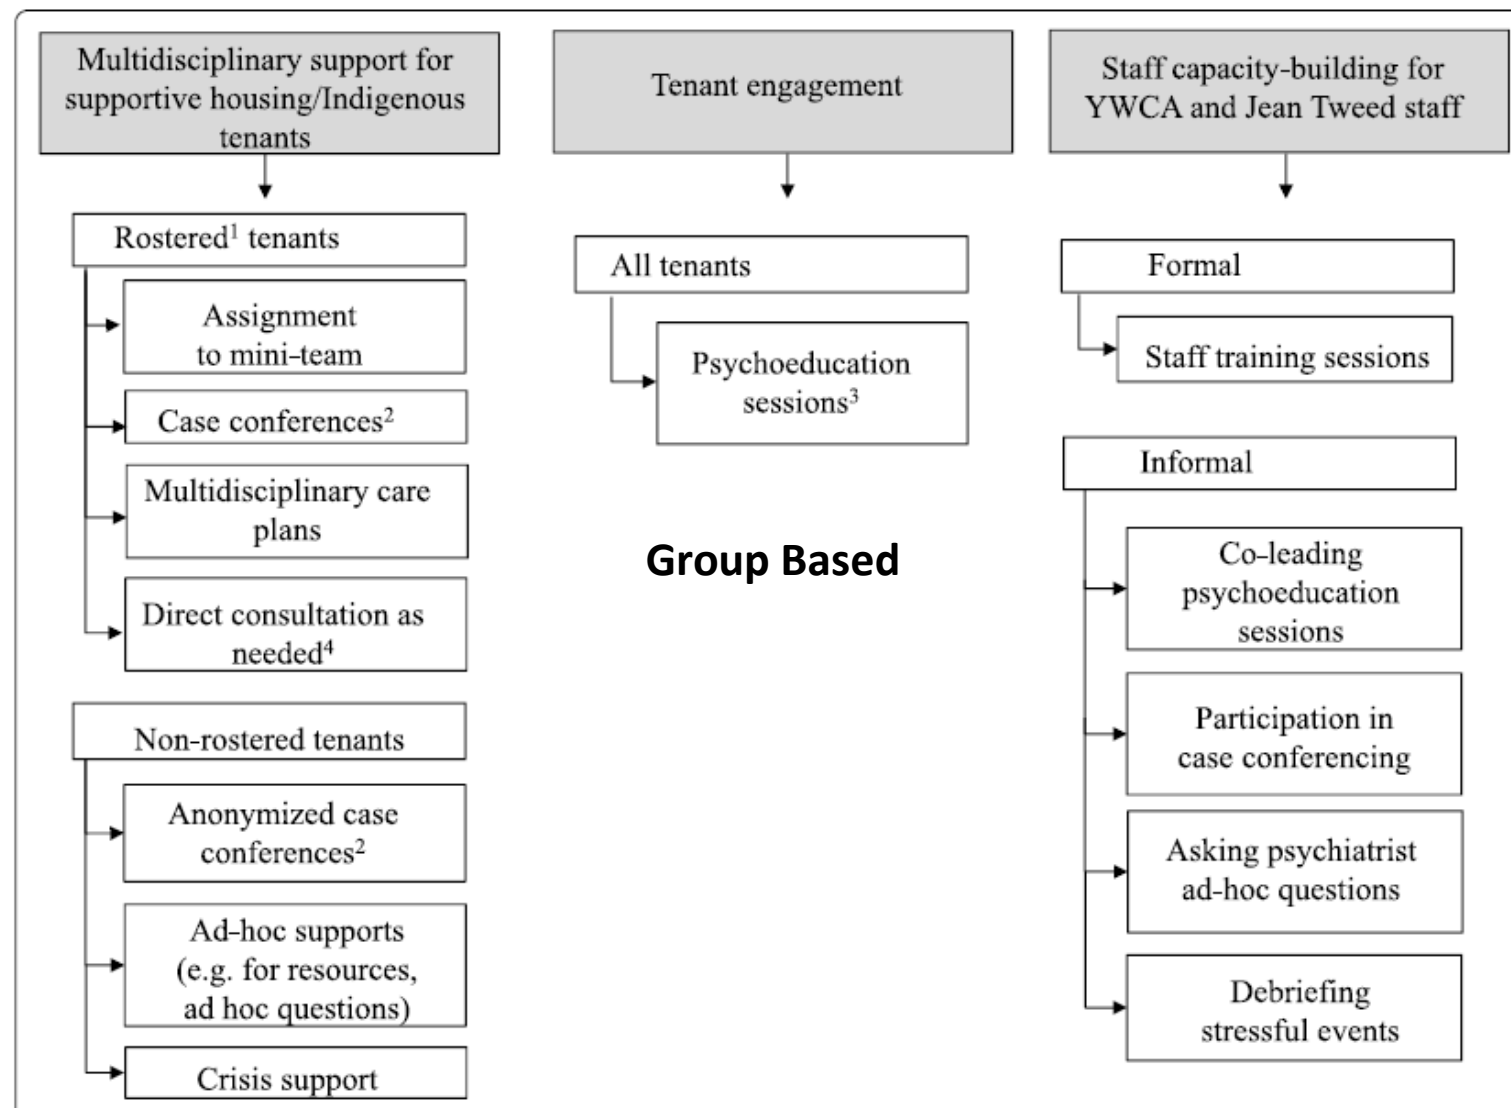 Multidisciplinary support for
supportive housing/Indigenous
tenants
Rostered¹ tenants
Assignment
to mini-team
Case conferences²
Multidisciplinary care
plans
Direct consultation as
needed⁴
Non-rostered tenants
Anonymized case
conferences²
Ad-hoc supports
(e.g. for resources,
ad hoc questions)
Crisis support
Tenant engagement
All tenants
Psychoeducation
sessions³
Group Based
Staff capacity-building for
YWCA and Jean Tweed staff
Formal
Staff training sessions
Informal
Co-leading
psychoeducation
sessions
Participation in
case conferencing
Asking psychiatrist
ad-hoc questions
Debriefing
stressful events